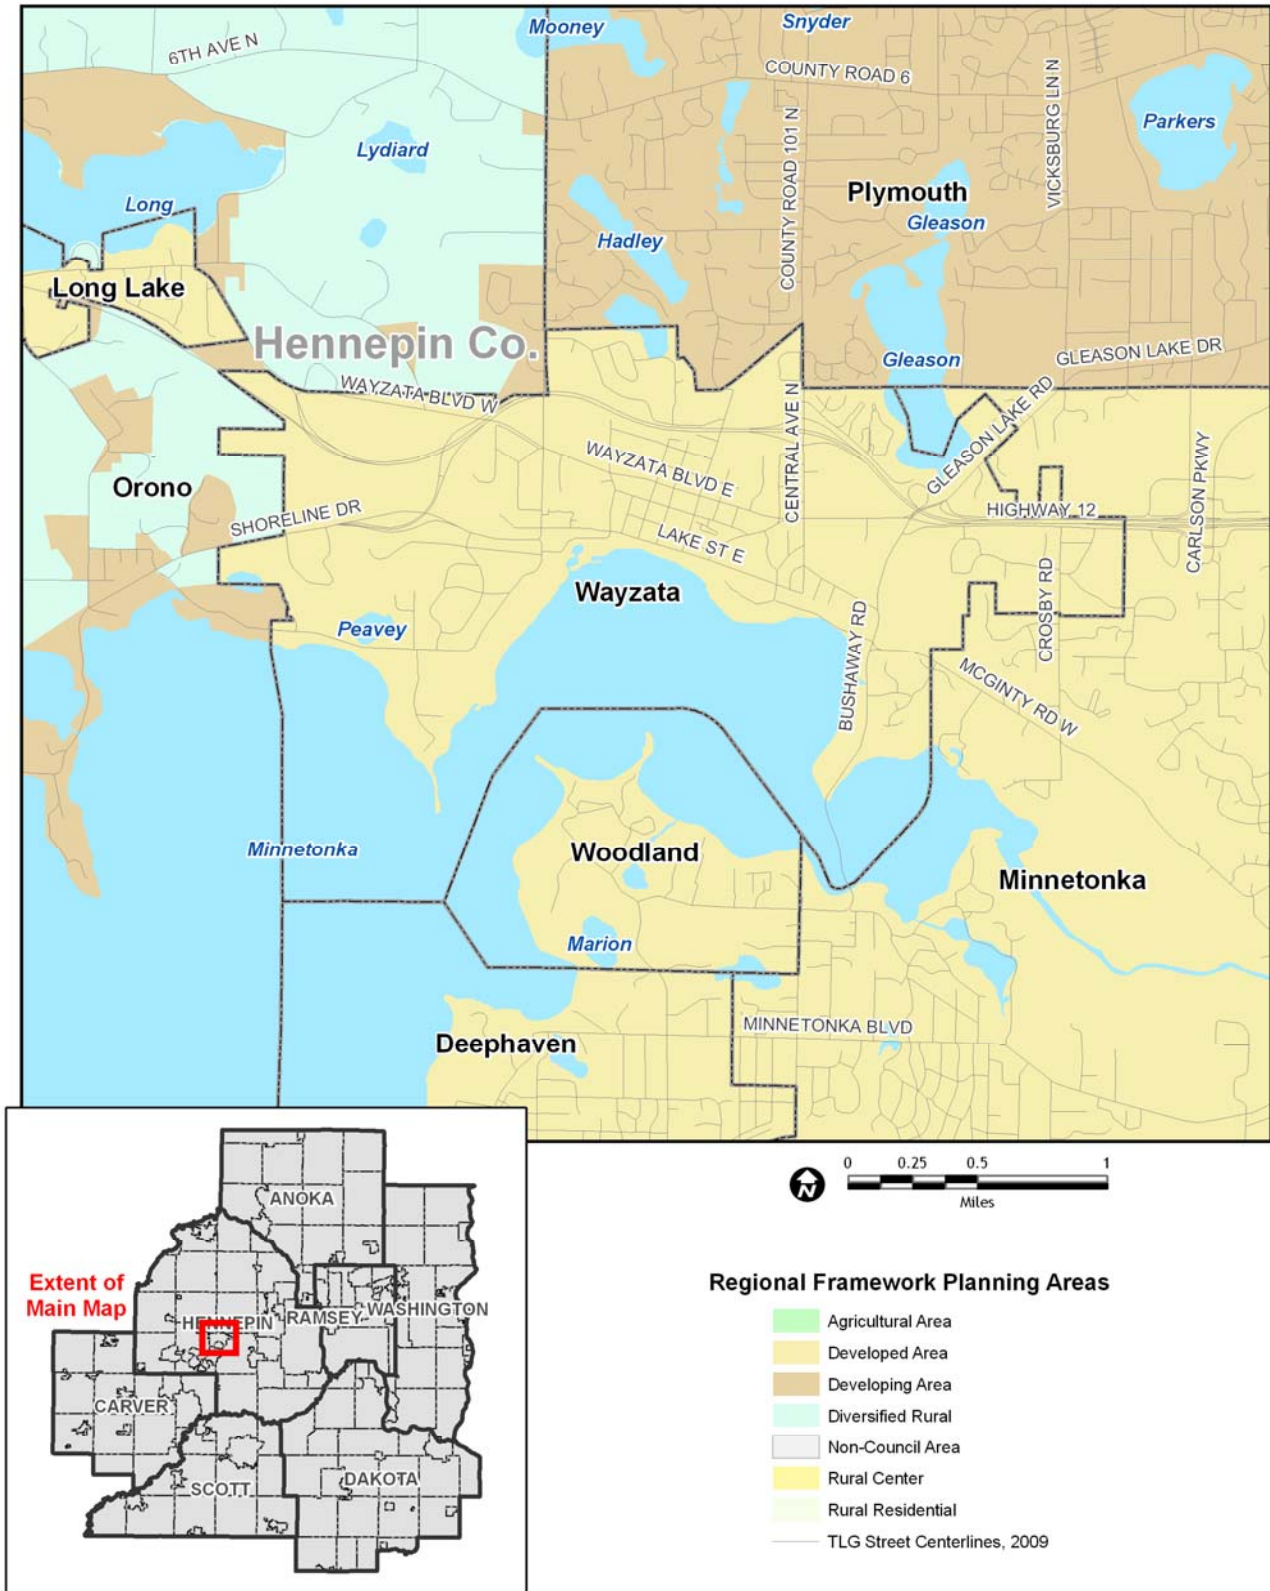 Mooney
Snyder
6TH AVE N
COUNTY ROAD 6
Parkers
Lydiard
VICKSBURG LN N
Plymouth
Long
Gleason
Hadley
COUNTY ROAD 101 N
Long Lake
Hennepin Co.
Gleason
GLEASON LAKE DR
WAYZATA BLVD W
CENTRAL AVE N
GLEASON LAKE RD
WAYZATA BLVD E
CARLSON PKWY
Orono
SHORELINE DR
HIGHWAY 12
LAKE ST E
Wayzata
Peavey
BUSHAWAY RD
CROSBY RD
MCGINTY RD W
Minnetonka
Woodland
Minnetonka
Marion
MINNETONKA BLVD
Deephaven
Extent of
Main Map
ANOKA
HENNEPIN
RAMSEY
WASHINGTON
CARVER
SCOTT
DAKOTA
N
0 0.25 0.5 1
Miles
Regional Framework Planning Areas
Agricultural Area
Developed Area
Developing Area
Diversified Rural
Non-Council Area
Rural Center
Rural Residential
TLG Street Centerlines, 2009